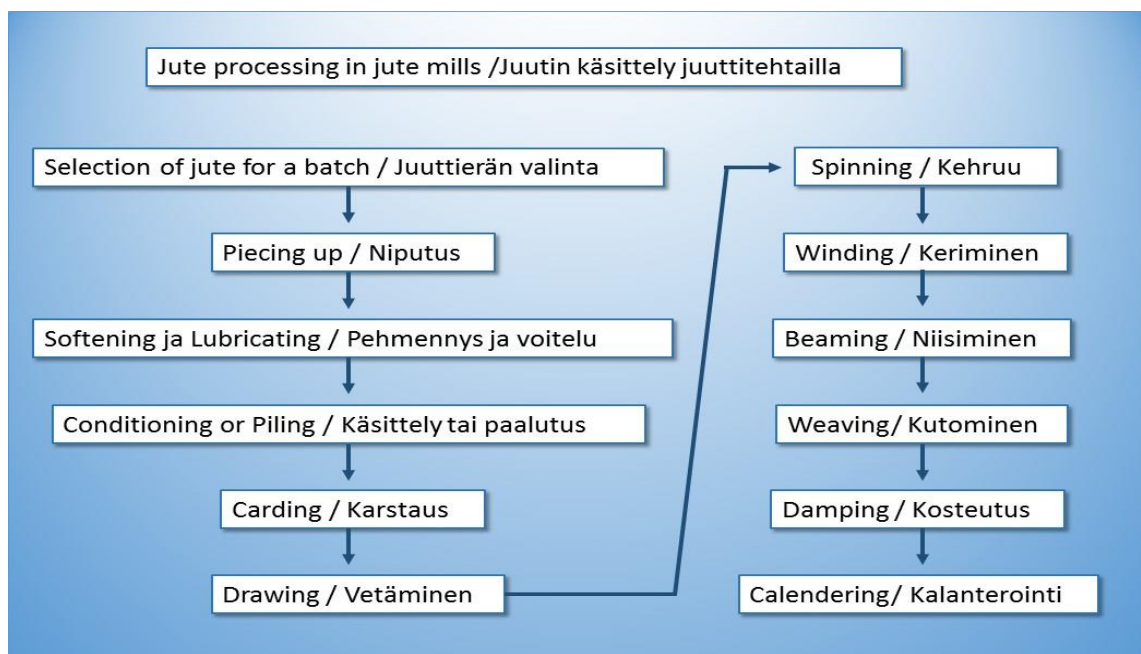 Jute processing in jute mills /Juutin käsittely juuttitehtailla
Selection of jute for a batch / Juuttierän valinta
Piecing up / Niputus
Softening ja Lubricating / Pehmennys ja voitelu
Conditioning or Piling / Käsittely tai paalutus
Carding / Karstaus
Drawing / Vetäminen
Spinning / Kehruu
Winding / Keriminen
Beaming / Niisiminen
Weaving/ Kutominen
Damping / Kosteutus
Calendering/ Kalanterointi